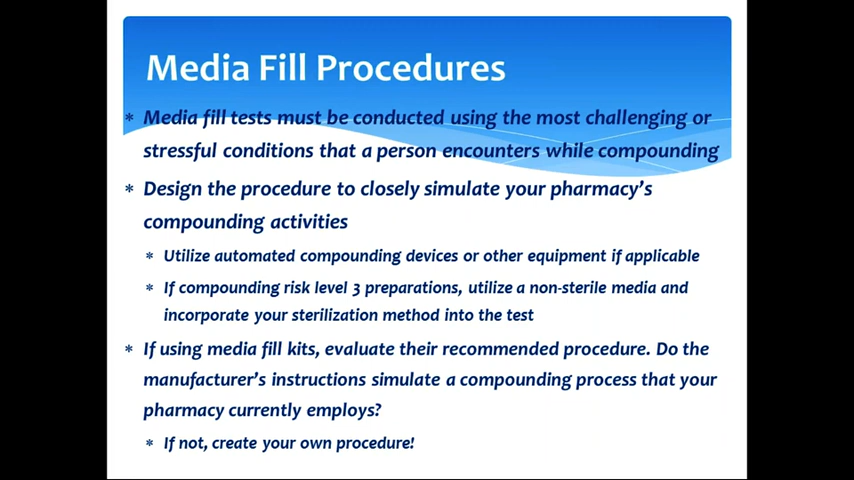 Media Fill Procedures
* Media fill tests must be conducted using the most challenging or
stressful conditions that a person encounters while compounding
* Design the procedure to closely simulate your pharmacy's
compounding activities
* Utilize automated compounding devices or other equipment if applicable
* If compounding risk level 3 preparations, utilize a non-sterile media and
incorporate your sterilization method into the test
* If using media fill kits, evaluate their recommended procedure. Do the
manufacturer's instructions simulate a compounding process that your
pharmacy currently employs?
* If not, create your own procedure!